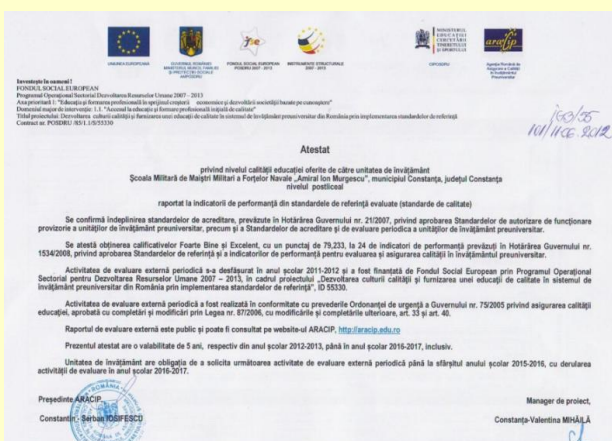 UNIUNEA EUROPEANĂ
GUVERNUL ROMÂNIEI
MINISTERUL MUNCII, FAMILIEI
ȘI PROTECȚIEI SOCIALE
AMPOSDRU
FONDUL SOCIAL EUROPEAN
POSDRU 2007 - 2013
INSTRUMENTE STRUCTURALE
2007 - 2013
MINISTERUL
EDUCAȚIEI
CERCETĂRII
TINERETULUI
ȘI SPORTULUI
OIPOSDRU
aracip
Agenția Română de
Asigurare a Calității
în Învățământul
Preuniversitar
Investește în oameni !
FONDUL SOCIAL EUROPEAN
Programul Operațional Sectorial Dezvoltarea Resurselor Umane 2007 – 2013
Axa prioritară 1: "Educația și formarea profesională în sprijinul creșterii economice și dezvoltării societății bazate pe cunoaștere"
Domeniul major de intervenție: 1.1. "Accesul la educație și formare profesională inițială de calitate"
Titlul proiectului: Dezvoltarea culturii calității și furnizarea unei educații de calitate în sistemul de învățământ preuniversitar din România prin implementarea standardelor de referință
Contract nr. POSDRU /85/1.1/S/55330
Atestat
privind nivelul calității educației oferite de către unitatea de învățământ
Școala Militară de Maiștri Militari a Forțelor Navale „Amiral Ion Murgescu”, municipiul Constanța, județul Constanța
nivelul postliceal
raportat la indicatorii de performanță din standardele de referință evaluate (standarde de calitate)
Se confirmă îndeplinirea standardelor de acreditare, prevăzute în Hotărârea Guvernului nr. 21/2007, privind aprobarea Standardelor de autorizare de funcționare
provizorie a unităților de învățământ preuniversitar, precum și a Standardelor de acreditare și de evaluare periodica a unităților de învățământ preuniversitar.
Se atestă obținerea calificativelor Foarte Bine și Excelent, cu un punctaj de 79,233, la 24 de indicatori de performanță prevăzuți în Hotărârea Guvernului nr.
1534/2008, privind aprobarea Standardelor de referință și a indicatorilor de performanță pentru evaluarea și asigurarea calității în învățământul preuniversitar.
Activitatea de evaluare externă periodică s-a desfășurat în anul școlar 2011-2012 și a fost finanțată de Fondul Social European prin Programul Operațional
Sectorial pentru Dezvoltarea Resurselor Umane 2007 – 2013, în cadrul proiectului „Dezvoltarea culturii calității și furnizarea unei educații de calitate în sistemul de
învățământ preuniversitar din România prin implementarea standardelor de referință”, ID 55330.
Activitatea de evaluare externă periodică a fost realizată în conformitate cu prevederile Ordonanței de urgență a Guvernului nr. 75/2005 privind asigurarea calității
educației, aprobată cu completări și modificări prin Legea nr. 87/2006, cu modificările și completările ulterioare, art. 33 și art. 40.
Raportul de evaluare externă este public și poate fi consultat pe website-ul ARACIP, http://aracip.edu.ro
Prezentul atestat are o valabilitate de 5 ani, respectiv din anul școlar 2012-2013, până în anul școlar 2016-2017, inclusiv.
Unitatea de învățământ are obligația de a solicita următoarea activitate de evaluare externă periodică până la sfârșitul anului școlar 2015-2016, cu derularea
activității de evaluare în anul școlar 2016-2017.
Președinte ARACIP,
Constantin - Șerban IOSIFESCU
Manager de proiect,
Constanța-Valentina MIHĂILĂ